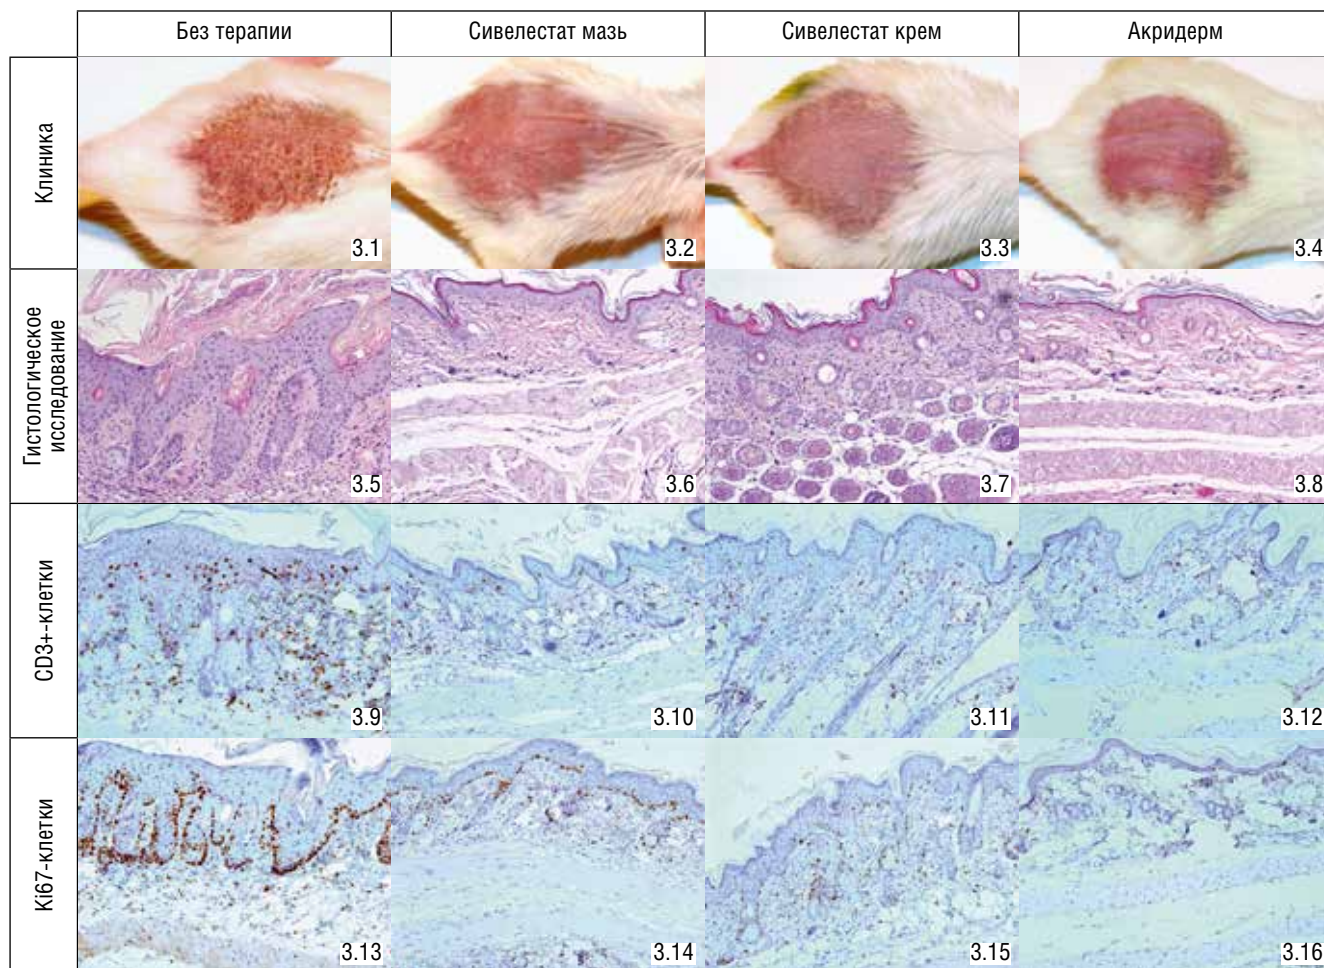 Без терапии
Сивелестат мазь
Сивелестат крем
Акридерм
Клиника
3.1
3.2
3.3
3.4
Гистологическое
исследование
3.5
3.6
3.7
3.8
CD3+-клетки
3.9
3.10
3.11
3.12
Ki67-клетки
3.13
3.14
3.15
3.16